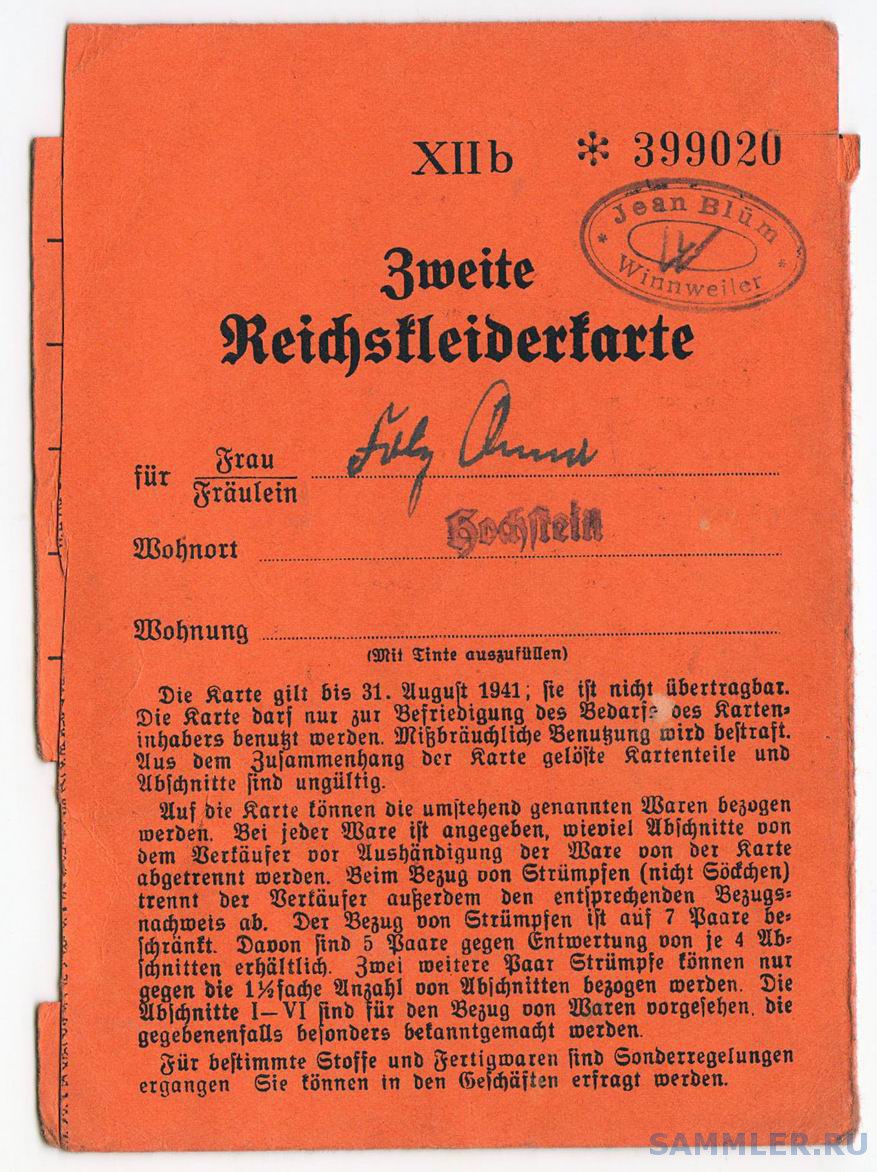 XII b * 399020
* Jean Blüm *
W
Winnweiler
Zweite
Reichskleiderkarte
für Frau
Fräulein
Anna
Wohnort Hochstein
Wohnung
(Mit Tinte auszufüllen)
Die Karte gilt bis 31. August 1941; sie ist nicht übertragbar.
Die Karte darf nur zur Befriedigung des Bedarfs des Karten-
inhabers benutzt werden. Mißbräuchliche Benutzung wird bestraft.
Aus dem Zusammenhang der Karte gelöste Kartenteile und
Abschnitte sind ungültig.
Auf die Karte können die umstehend genannten Waren bezogen
werden. Bei jeder Ware ist angegeben, wieviel Abschnitte von
dem Verkäufer vor Aushändigung der Ware von der Karte
abgetrennt werden. Beim Bezug von Strümpfen (nicht Söckchen)
trennt der Verkäufer außerdem den entsprechenden Bezugs-
nachweis ab. Der Bezug von Strümpfen ist auf 7 Paare be-
schränkt. Davon sind 5 Paare gegen Entwertung von je 4 Ab-
schnitten erhältlich. Zwei weitere Paar Strümpfe können nur
gegen die 1½fache Anzahl von Abschnitten bezogen werden. Die
Abschnitte I–VI sind für den Bezug von Waren vorgesehen, die
gegebenenfalls besonders bekanntgemacht werden.
Für bestimmte Stoffe und Fertigwaren sind Sonderregelungen
ergangen Sie können in den Geschäften erfragt werden.
SAMMLER.RU